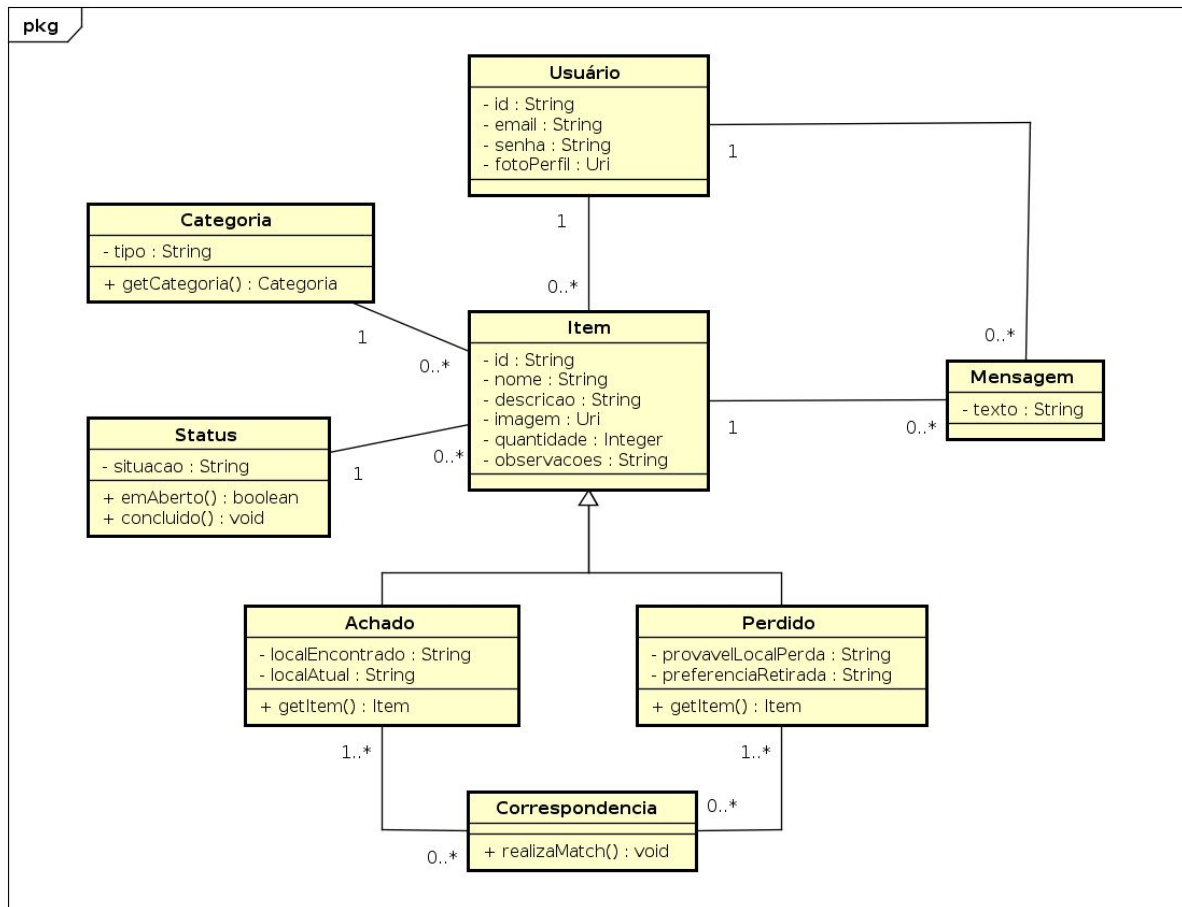 pkg
Usuário
- id : String
- email : String
- senha : String
- fotoPerfil : Uri
1
1
0..*
Categoria
- tipo : String
+ getCategoria() : Categoria
1
0..*
Item
- id : String
- nome : String
- descricao : String
- imagem : Uri
- quantidade : Integer
- observacoes : String
0..*
Mensagem
- texto : String
1
0..*
Status
- situacao : String
+ emAberto() : boolean
+ concluido() : void
1
0..*
Achado
- localEncontrado : String
- localAtual : String
+ getItem() : Item
1..*
Perdido
- provavelLocalPerda : String
- preferenciaRetirada : String
+ getItem() : Item
1..*
Correspondencia
+ realizaMatch() : void
0..*
0..*